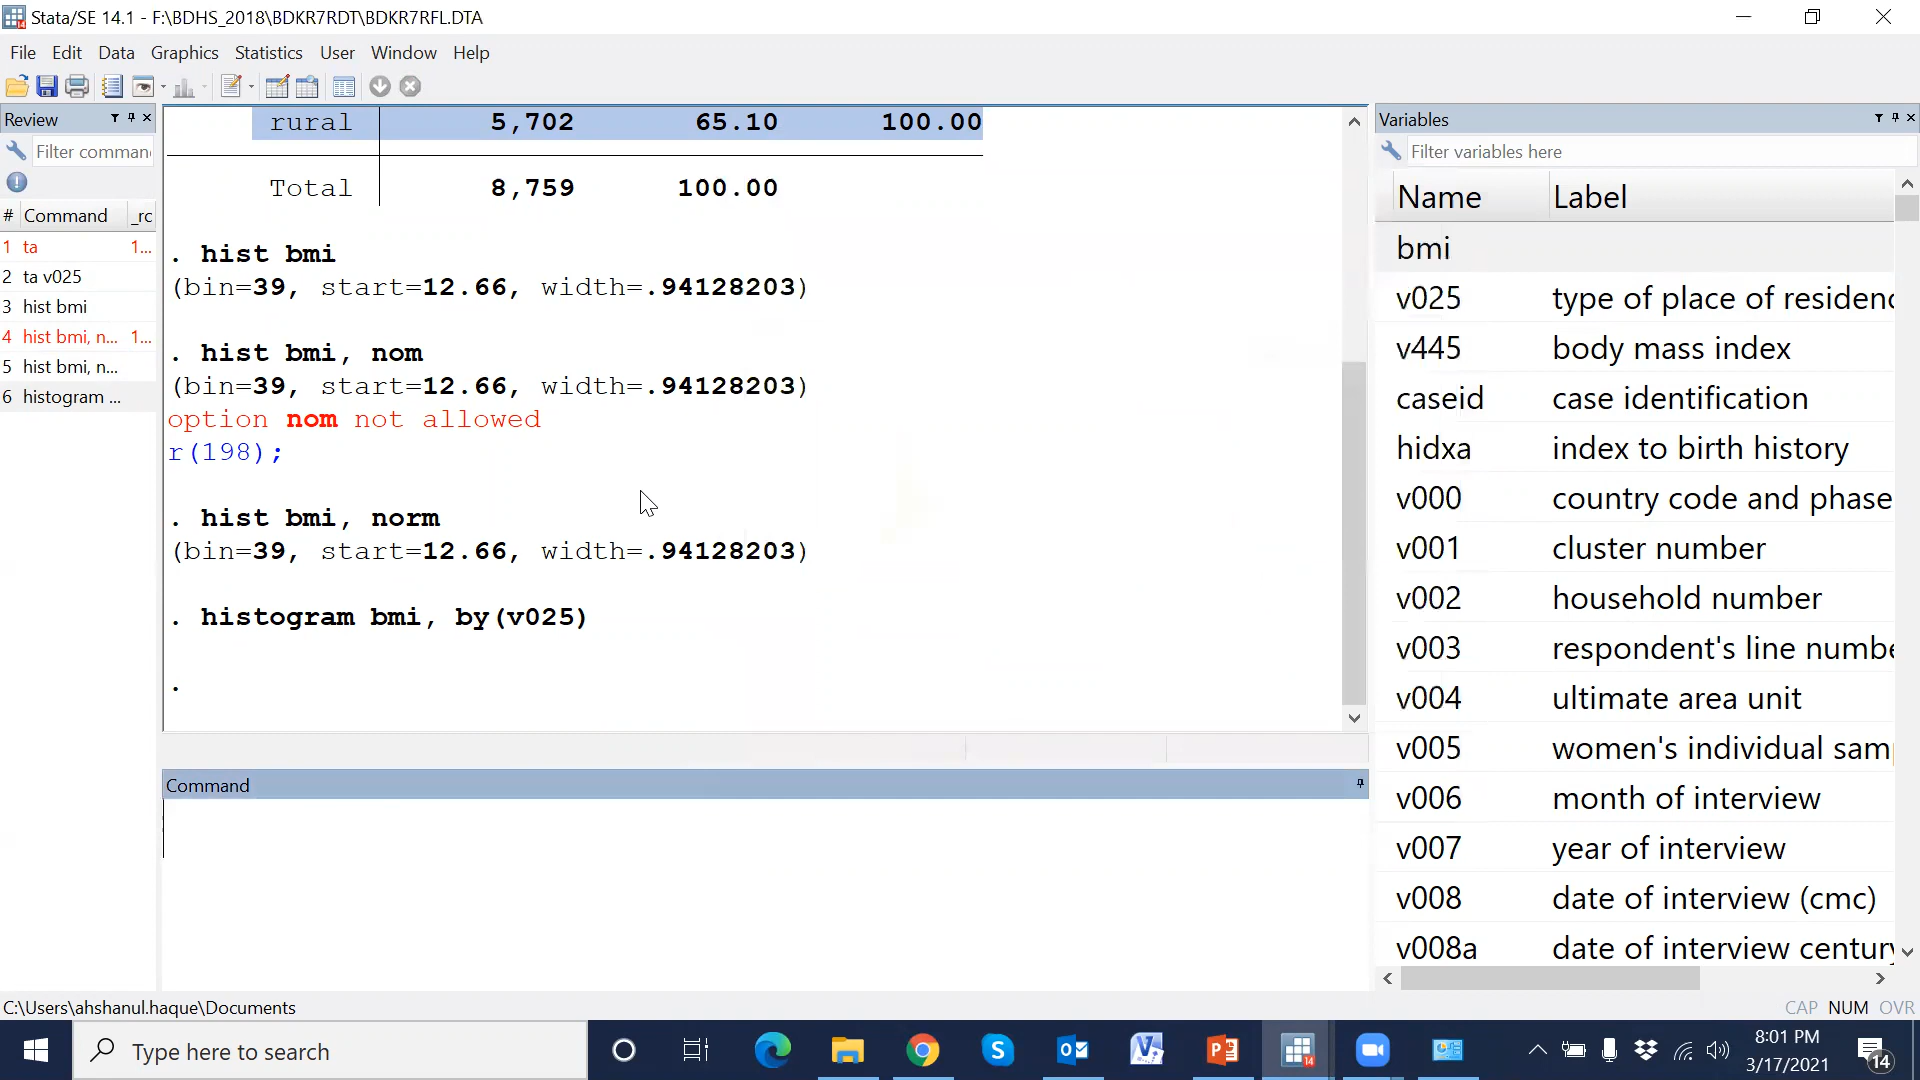 Stata/SE 14.1 - F:\BDHS_2018\BDKR7RDT\BDKR7RFL.DTA
File Edit Data Graphics Statistics User Window Help
Review
Filter comman
# Command _rc
1 ta 1...
2 ta v025
3 hist bmi
4 hist bmi, n... 1...
5 hist bmi, n...
6 histogram ...
rural 5,702 65.10 100.00
Total 8,759 100.00
. hist bmi
(bin=39, start=12.66, width=.94128203)
. hist bmi, nom
(bin=39, start=12.66, width=.94128203)
option nom not allowed
r(198);
. hist bmi, norm
(bin=39, start=12.66, width=.94128203)
. histogram bmi, by(v025)
.
Command
Variables
Filter variables here
Name Label
bmi
v025 type of place of residenc
v445 body mass index
caseid case identification
hidxa index to birth history
v000 country code and phase
v001 cluster number
v002 household number
v003 respondent's line numbe
v004 ultimate area unit
v005 women's individual sam
v006 month of interview
v007 year of interview
v008 date of interview (cmc)
v008a date of interview century
C:\Users\ahshanul.haque\Documents
CAP NUM OVR
Type here to search
8:01 PM
3/17/2021
14